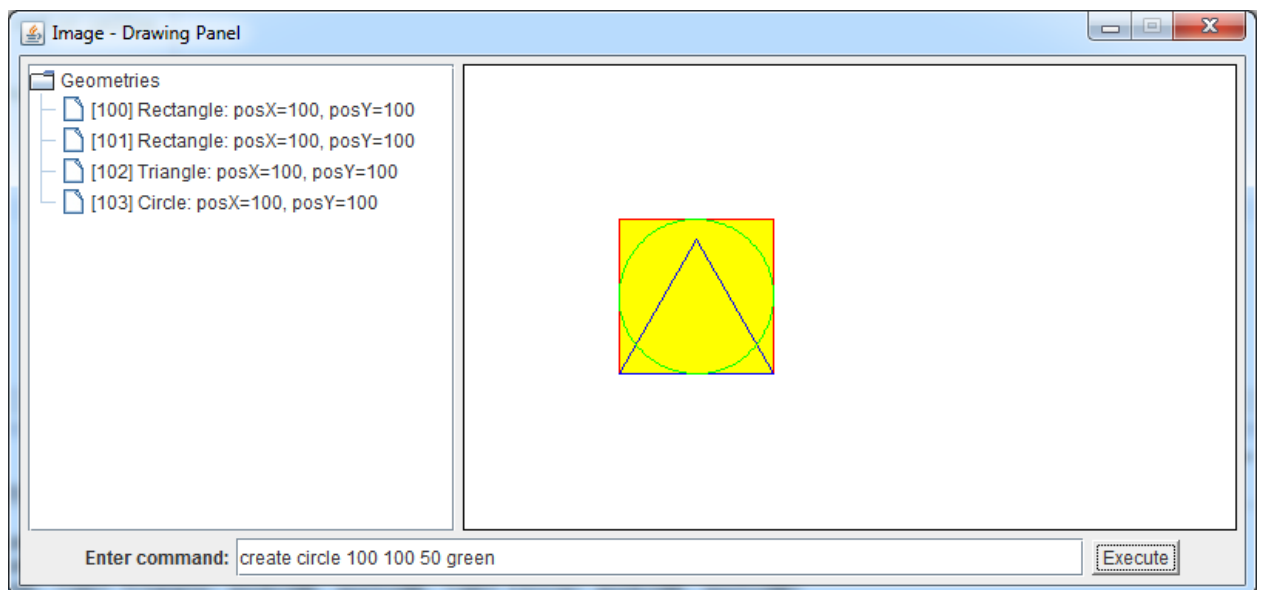 Image - Drawing Panel
Geometries
[100] Rectangle: posX=100, posY=100
[101] Rectangle: posX=100, posY=100
[102] Triangle: posX=100, posY=100
[103] Circle: posX=100, posY=100
Enter command: create circle 100 100 50 green Execute